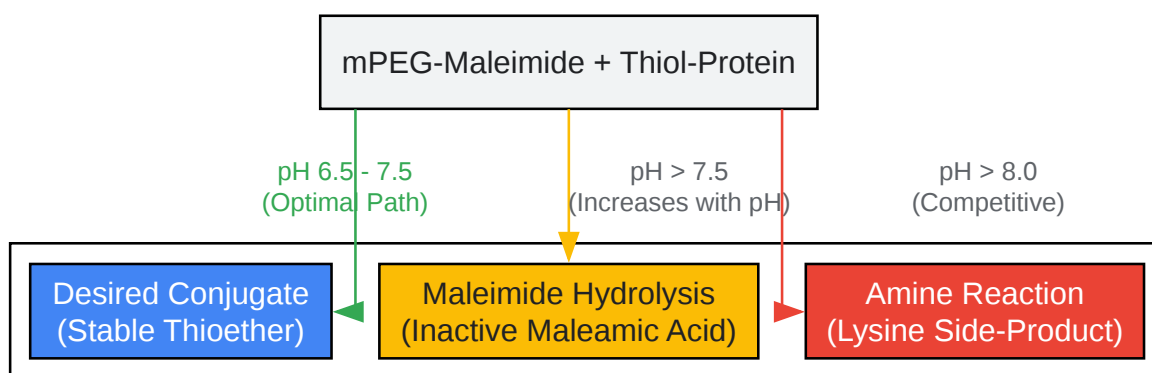 mPEG-Maleimide + Thiol-Protein
pH 6.5 - 7.5
(Optimal Path)
pH > 7.5
(Increases with pH)
pH > 8.0
(Competitive)
Desired Conjugate
(Stable Thioether)
Maleimide Hydrolysis
(Inactive Maleamic Acid)
Amine Reaction
(Lysine Side-Product)